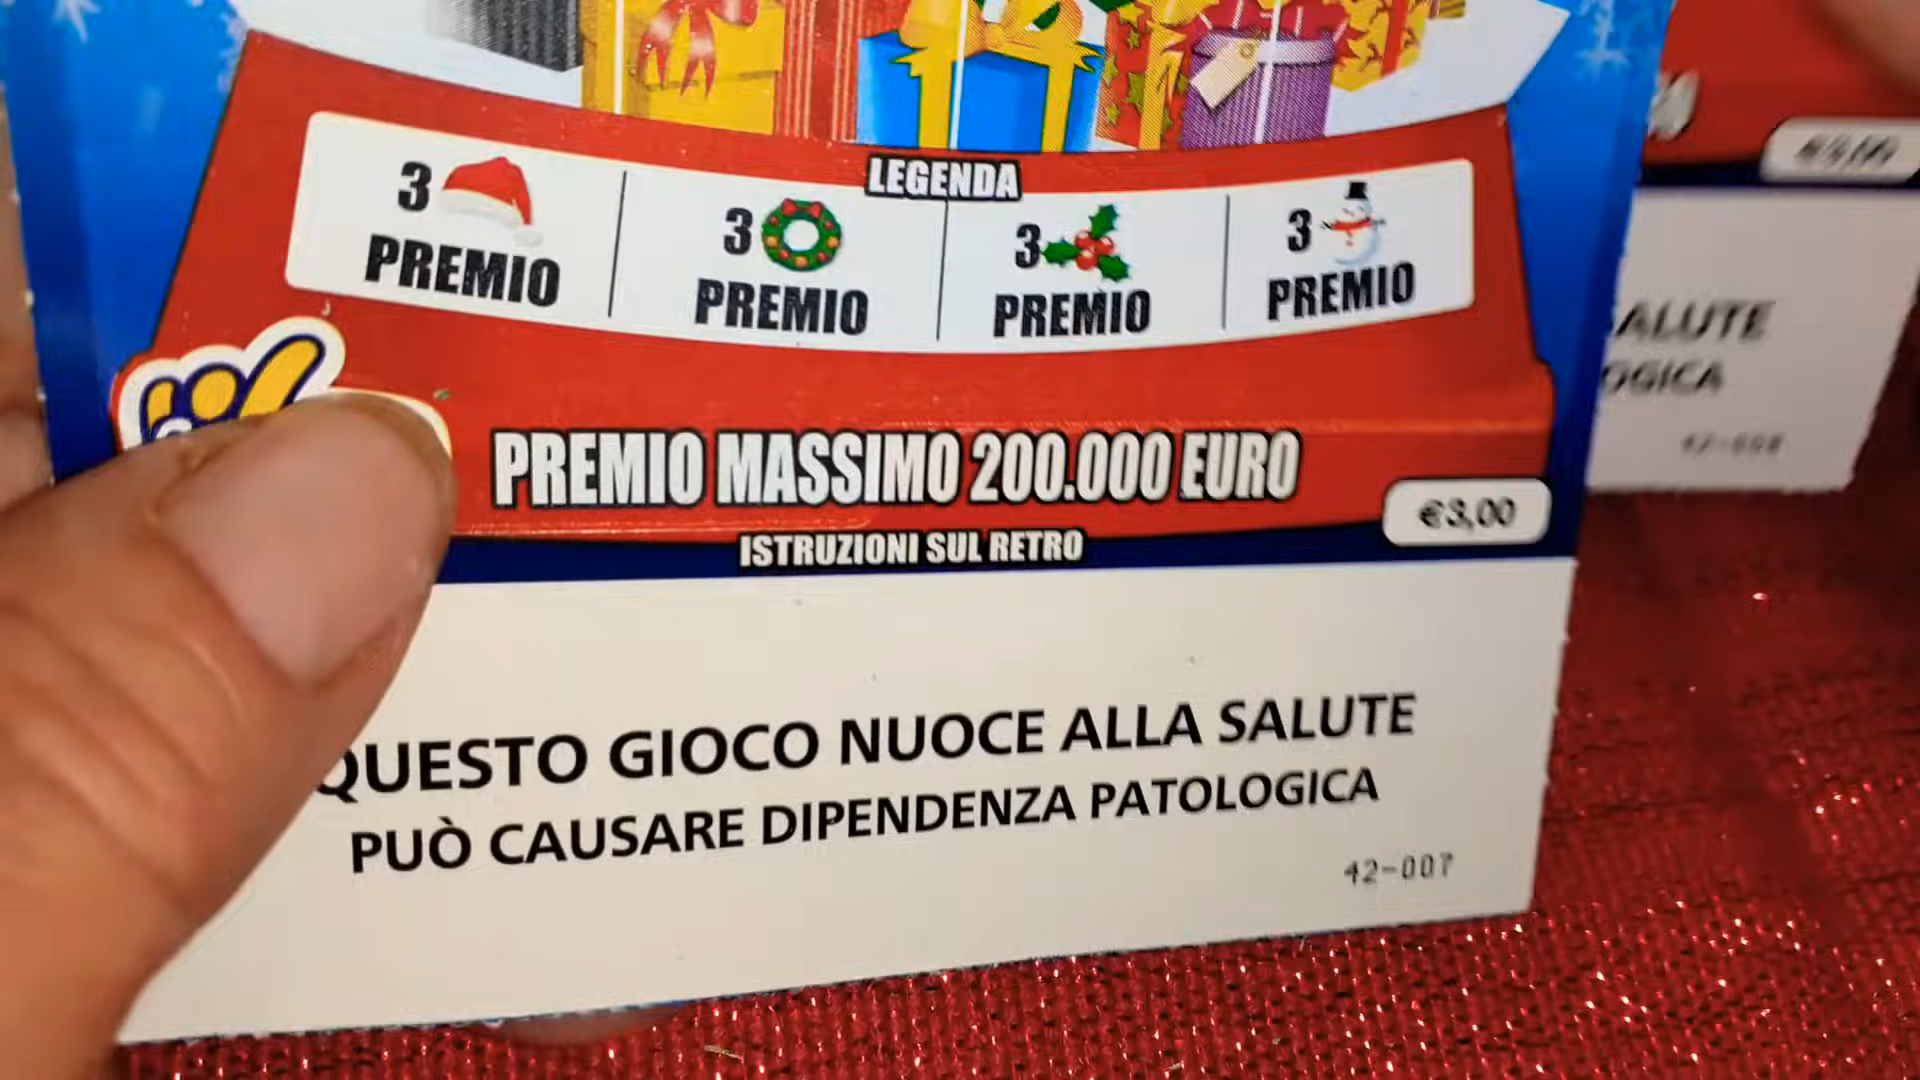 LEGENDA
3
PREMIO
3
PREMIO
3
PREMIO
3
PREMIO
PREMIO MASSIMO 200.000 EURO
€3,00
ISTRUZIONI SUL RETRO
QUESTO GIOCO NUOCE ALLA SALUTE
PUÒ CAUSARE DIPENDENZA PATOLOGICA
42-007
ALUTE
OGICA